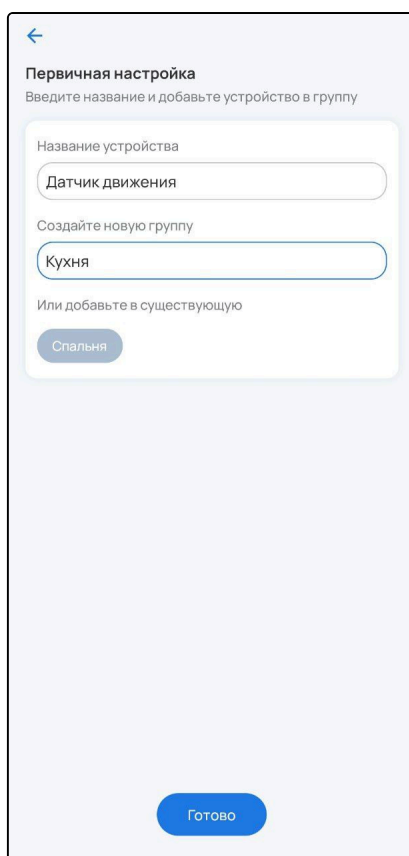 Первичная настройка
Введите название и добавьте устройство в группу
Название устройства
Датчик движения
Создайте новую группу
Кухня
Или добавьте в существующую
Спальня
Готово